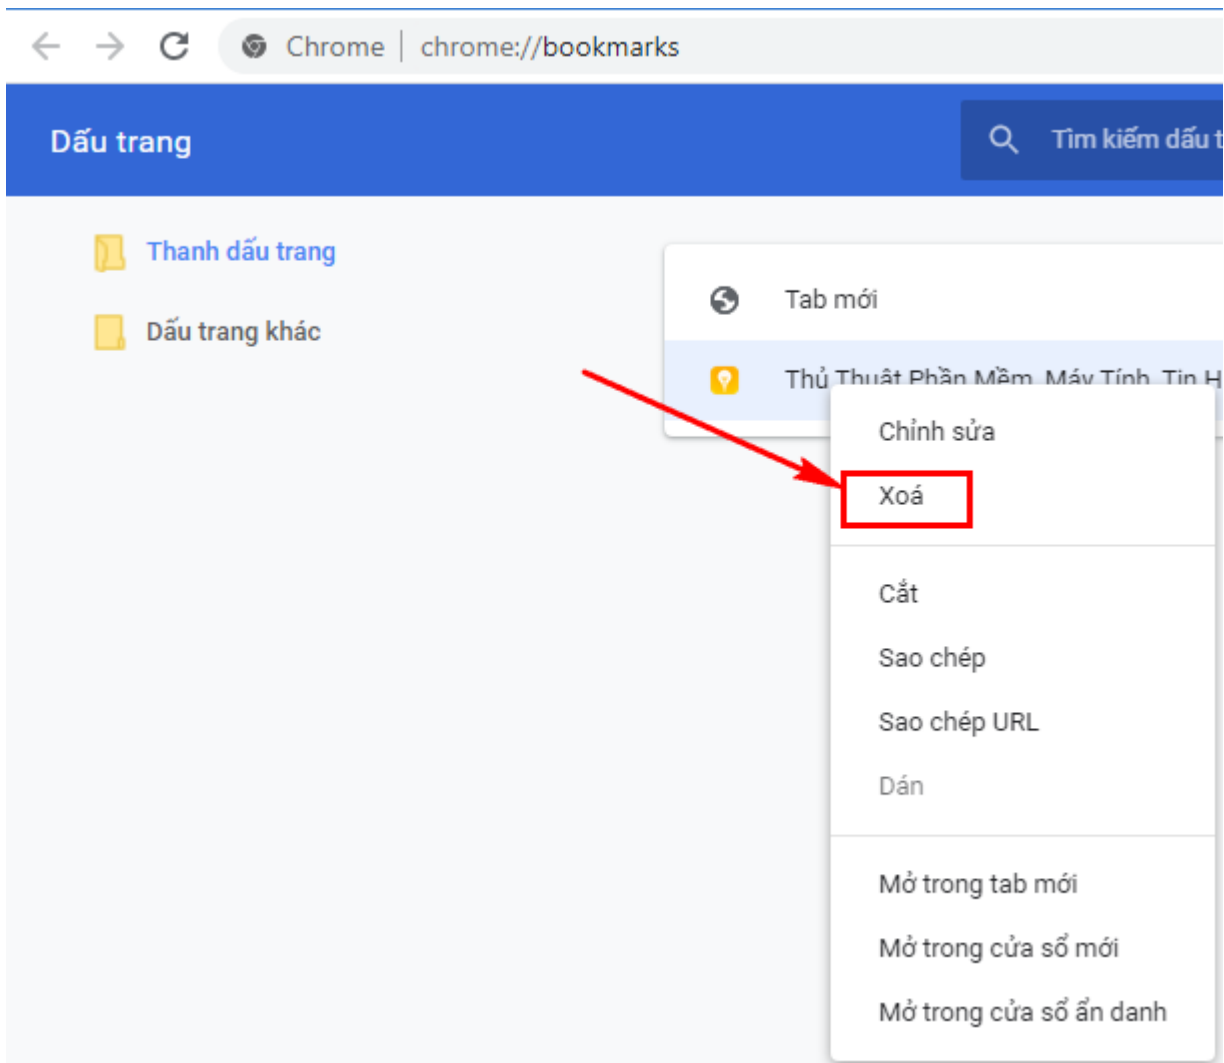 Chrome | chrome://bookmarks
Dấu trang
Tìm kiếm dấu
Thanh dấu trang
Dấu trang khác
Tab mới
Thủ Thuật Phần Mềm, Máy Tính, Tin
Chỉnh sửa
Xoá
Cắt
Sao chép
Sao chép URL
Dán
Mở trong tab mới
Mở trong cửa sổ mới
Mở trong cửa sổ ẩn danh